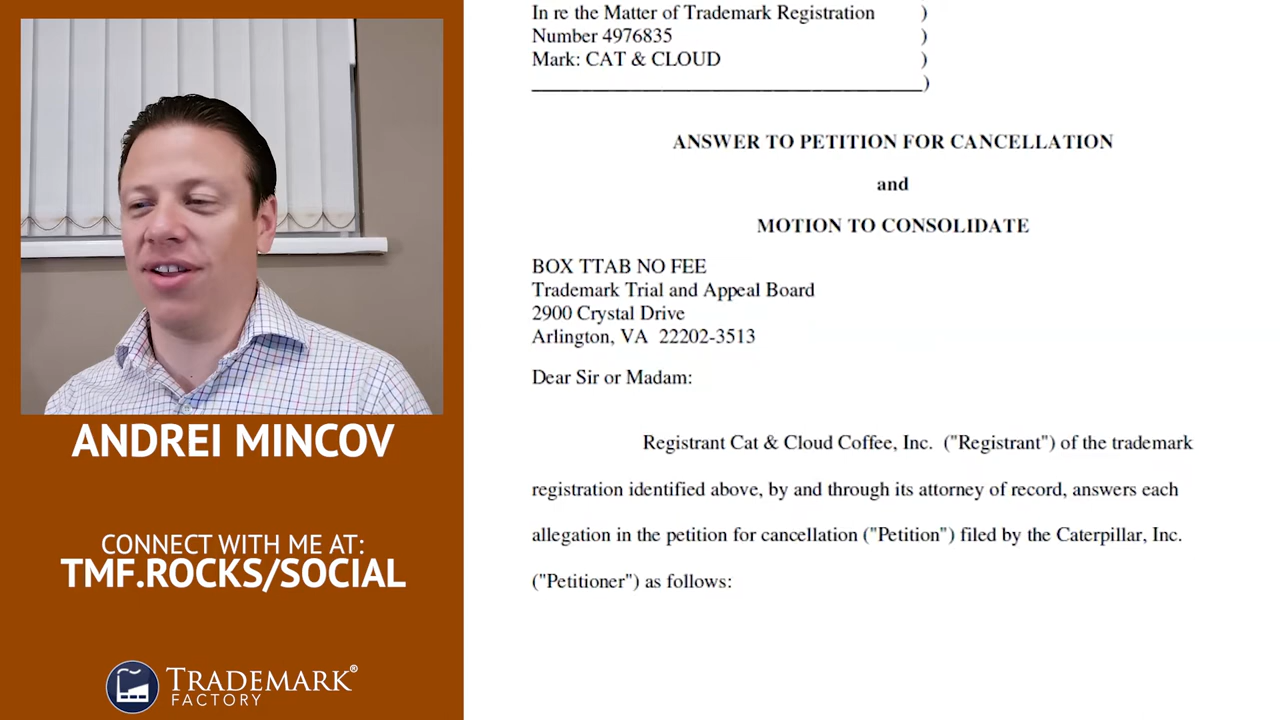 ANDREI MINCOV
CONNECT WITH ME AT:
TMF.ROCKS/SOCIAL
TRADEMARK®
FACTORY
In re the Matter of Trademark Registration )
Number 4976835 )
Mark: CAT & CLOUD )
_____________________________________)
ANSWER TO PETITION FOR CANCELLATION
and
MOTION TO CONSOLIDATE
BOX TTAB NO FEE
Trademark Trial and Appeal Board
2900 Crystal Drive
Arlington, VA 22202-3513
Dear Sir or Madam:
Registrant Cat & Cloud Coffee, Inc. ("Registrant") of the trademark
registration identified above, by and through its attorney of record, answers each
allegation in the petition for cancellation ("Petition") filed by the Caterpillar, Inc.
("Petitioner") as follows: